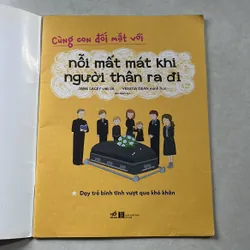 Cùng con đối mặt với
nỗi mất mát khi
người thân ra đi
★ Dạy trẻ bình tĩnh vượt qua khó khăn